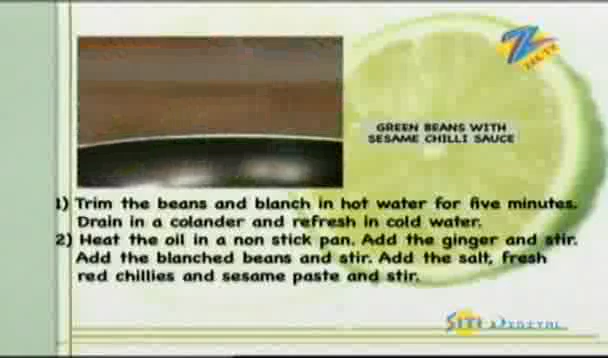 GREEN BEANS WITH
SESAME CHILLI SAUCE
1) Trim the beans and blanch in hot water for five minutes.
Drain in a colander and refresh in cold water.
2) Heat the oil in a non stick pan. Add the ginger and stir.
Add the blanched beans and stir. Add the salt, fresh
red chillies and sesame paste and stir.
SITI DIGITAL